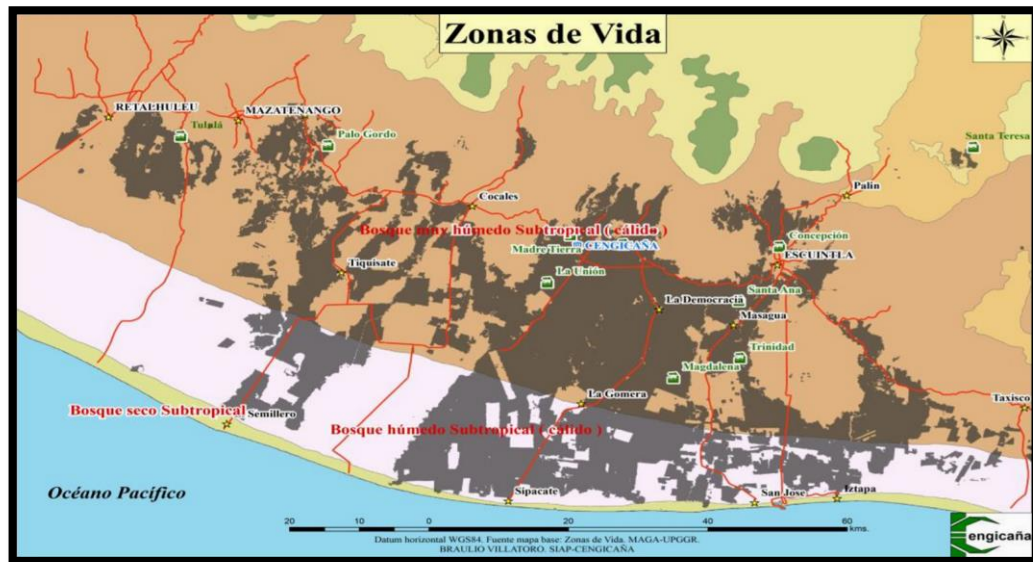 Zonas de Vida
N
RETALHULEU
MAZATENANGO
Tululá
Palo Gordo
Santa Teresa
Palín
Cocales
Bosque muy húmedo Subtropical ( cálido )
Concepción
Madre Tierra
CENGICAÑA
ESCUINTLA
Tiquisate
La Unión
Santa Ana
La Democracia
Masagua
Trinidad
Magdalena
La Gomera
Taxisco
Bosque seco Subtropical
Semillero
Bosque húmedo Subtropical ( cálido )
Océano Pacífico
Sipacate
San Jose
Iztapa
20 10 0 20 40 60
kms.
Datum horizontal WGS84. Fuente mapa base: Zonas de Vida. MAGA-UPGGR.
BRAULIO VILLATORO. SIAP-CENGICAÑA
engicaña